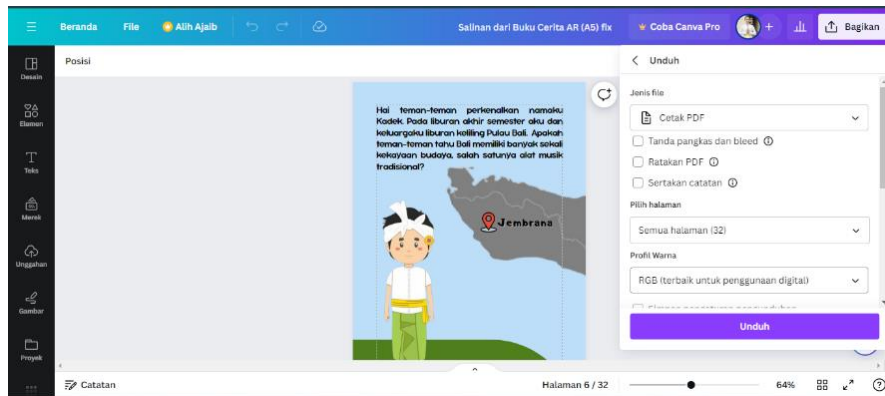 Beranda File Alih Ajaib Salinan dari Buku Cerita AR (A5) fix Coba Canva Pro + Bagikan
Posisi
Desain
Elemen
Teks
Merek
Unggahan
Gambar
Proyek
Hai teman-teman perkenalkan namaku
Kadek. Pada liburan akhir semester aku dan
keluargaku liburan keliling Pulau Bali. Apakah
teman-teman tahu Bali memiliki banyak sekali
kekayaan budaya, salah satunya alat musik
tradisional?
Jembrana
Unduh
Jenis file
Cetak PDF
Tanda pangkas dan bleed
Ratakan PDF
Sertakan catatan
Pilih halaman
Semua halaman (32)
Profil Warna
RGB (terbaik untuk penggunaan digital)
Unduh
Catatan Halaman 6 / 32 64%